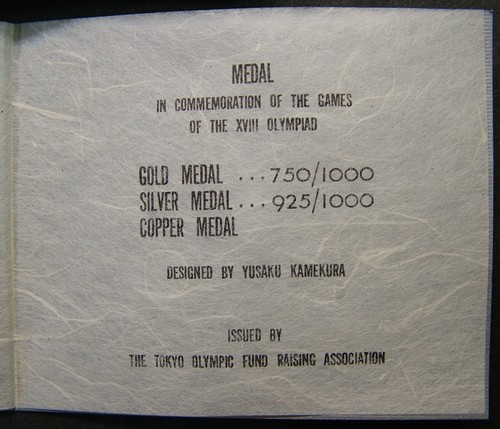 MEDAL
IN COMMEMORATION OF THE GAMES
OF THE XVIII OLYMPIAD
GOLD MEDAL ...750/1000
SILVER MEDAL...925/1000
COPPER MEDAL
DESIGNED BY YUSAKU KAMEKURA
ISSUED BY
THE TOKYO OLYMPIC FUND RAISING ASSOCIATION